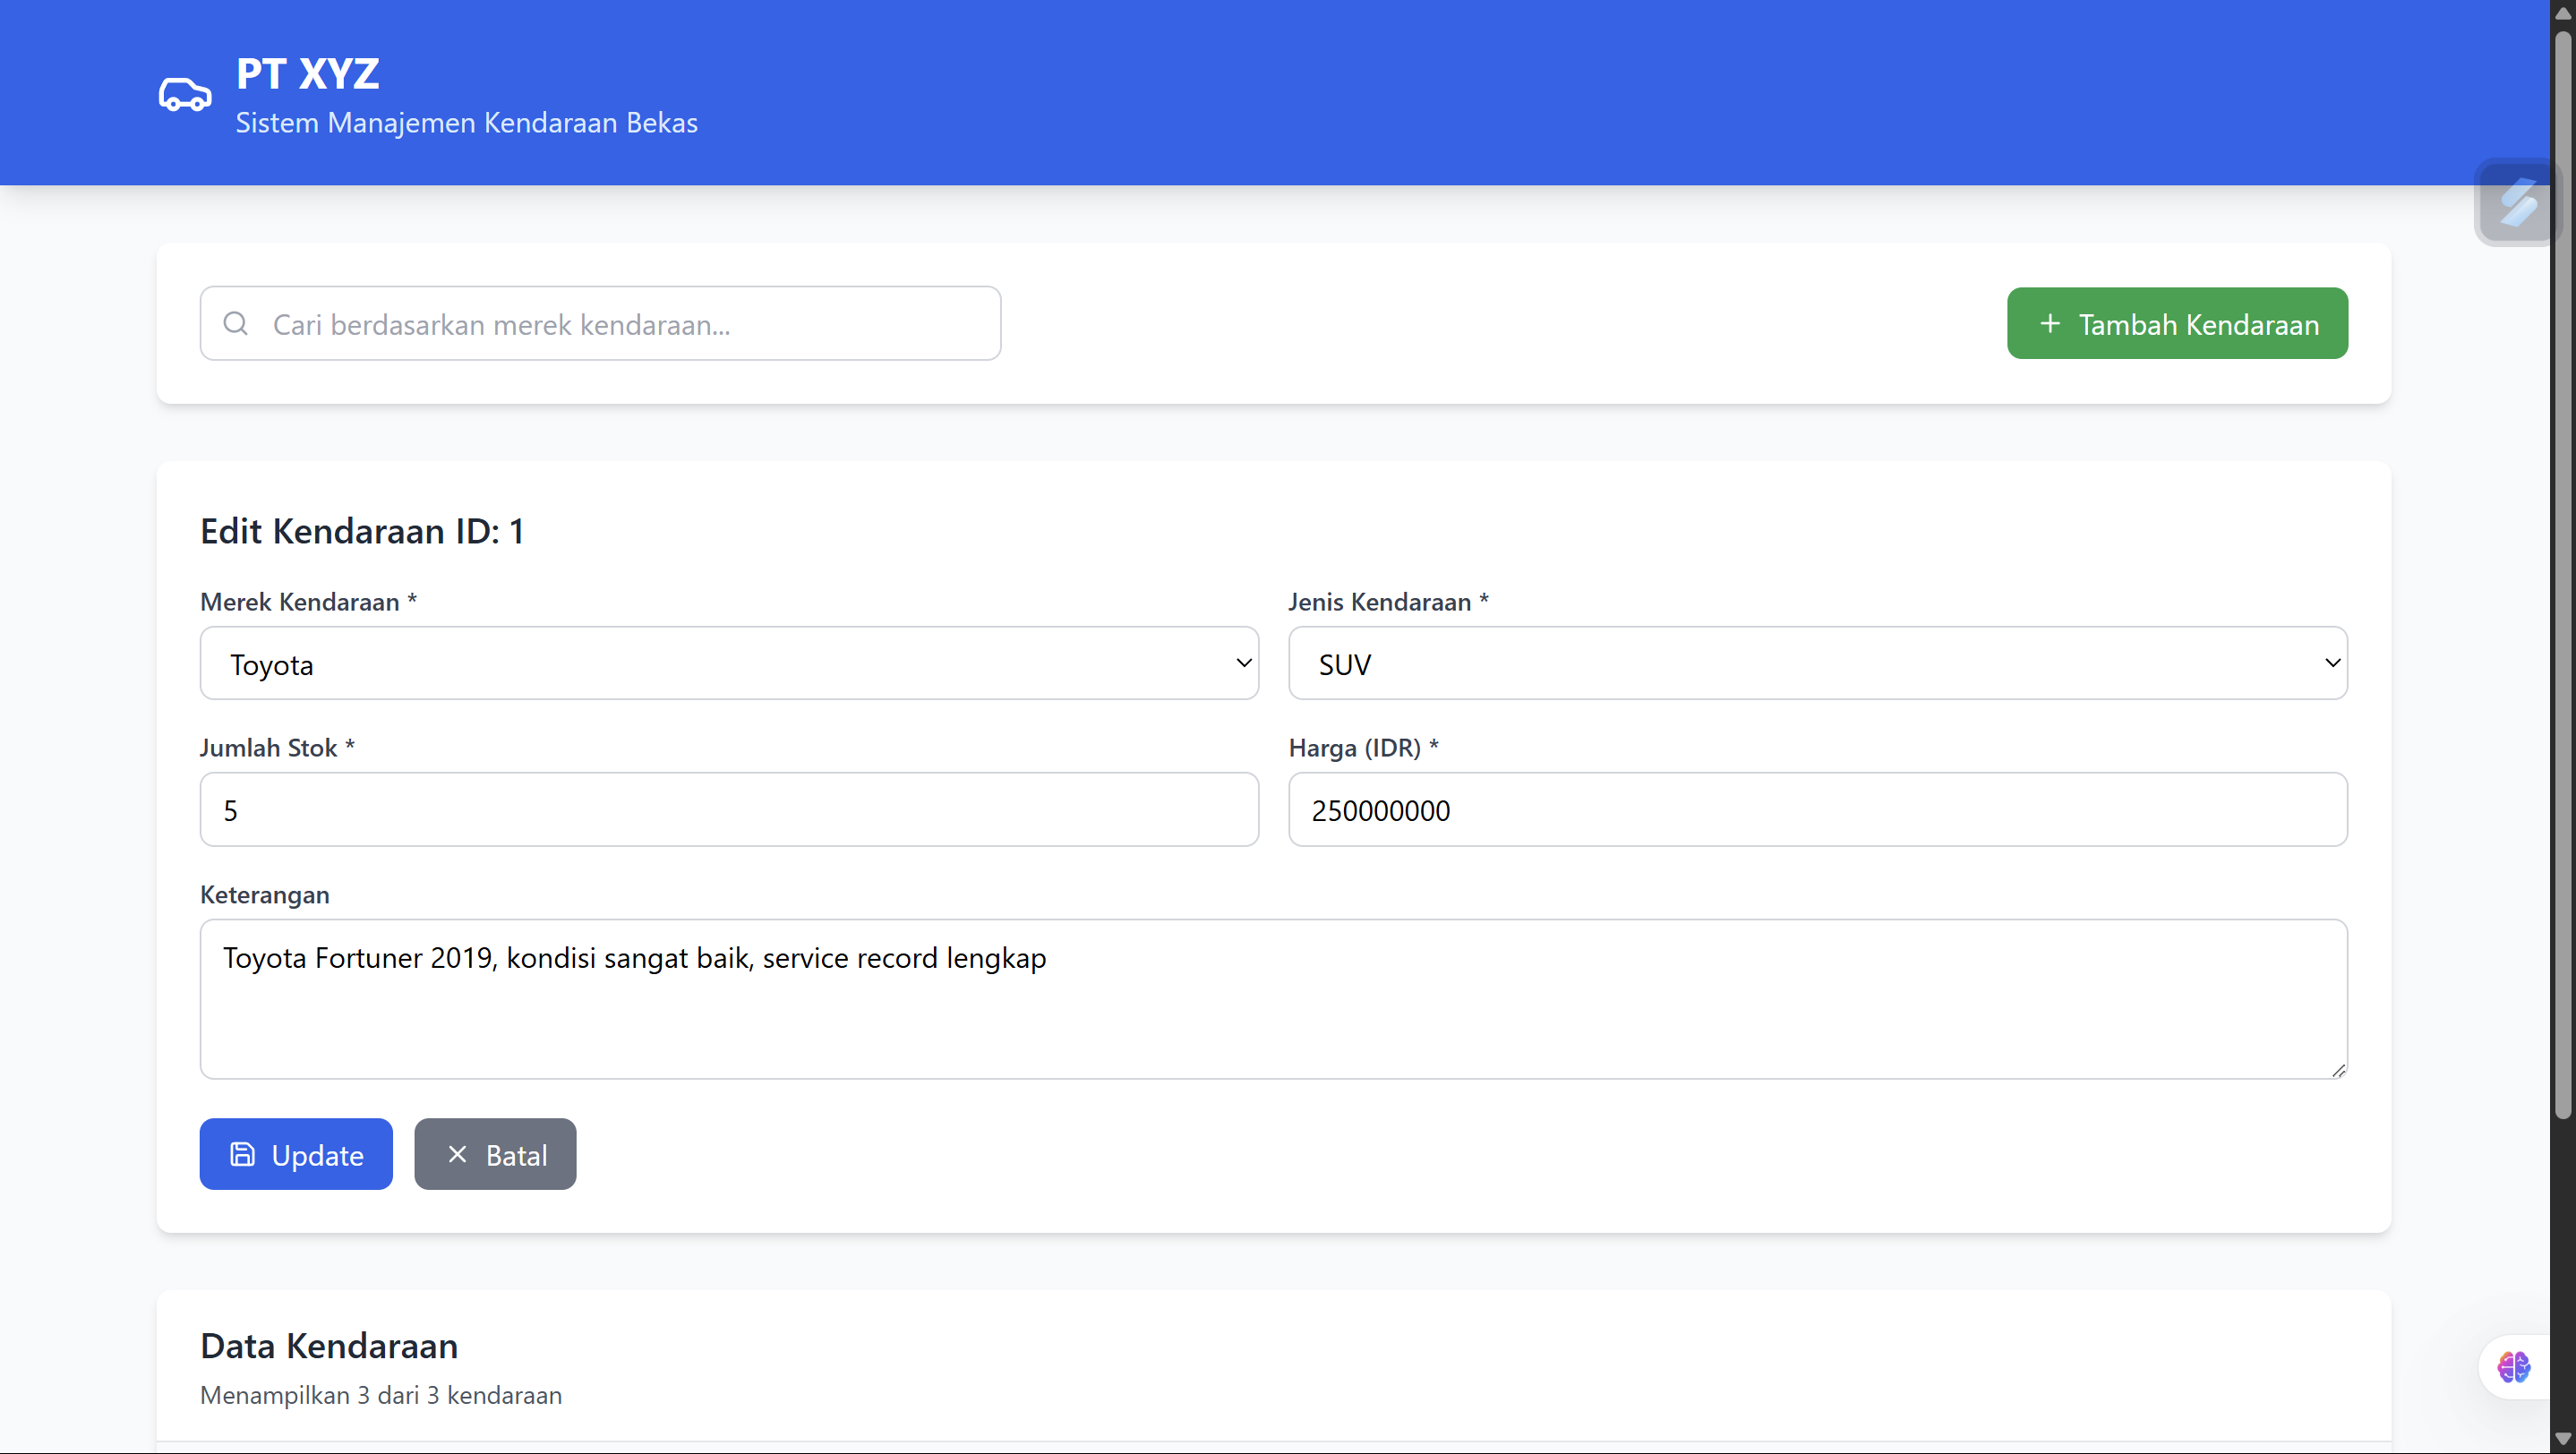 PT XYZ
Sistem Manajemen Kendaraan Bekas
Cari berdasarkan merek kendaraan...
Tambah Kendaraan
Edit Kendaraan ID: 1
Merek Kendaraan *
Jenis Kendaraan *
Toyota
SUV
Jumlah Stok *
Harga (IDR) *
5
250000000
Keterangan
Toyota Fortuner 2019, kondisi sangat baik, service record lengkap
Update
Batal
Data Kendaraan
Menampilkan 3 dari 3 kendaraan